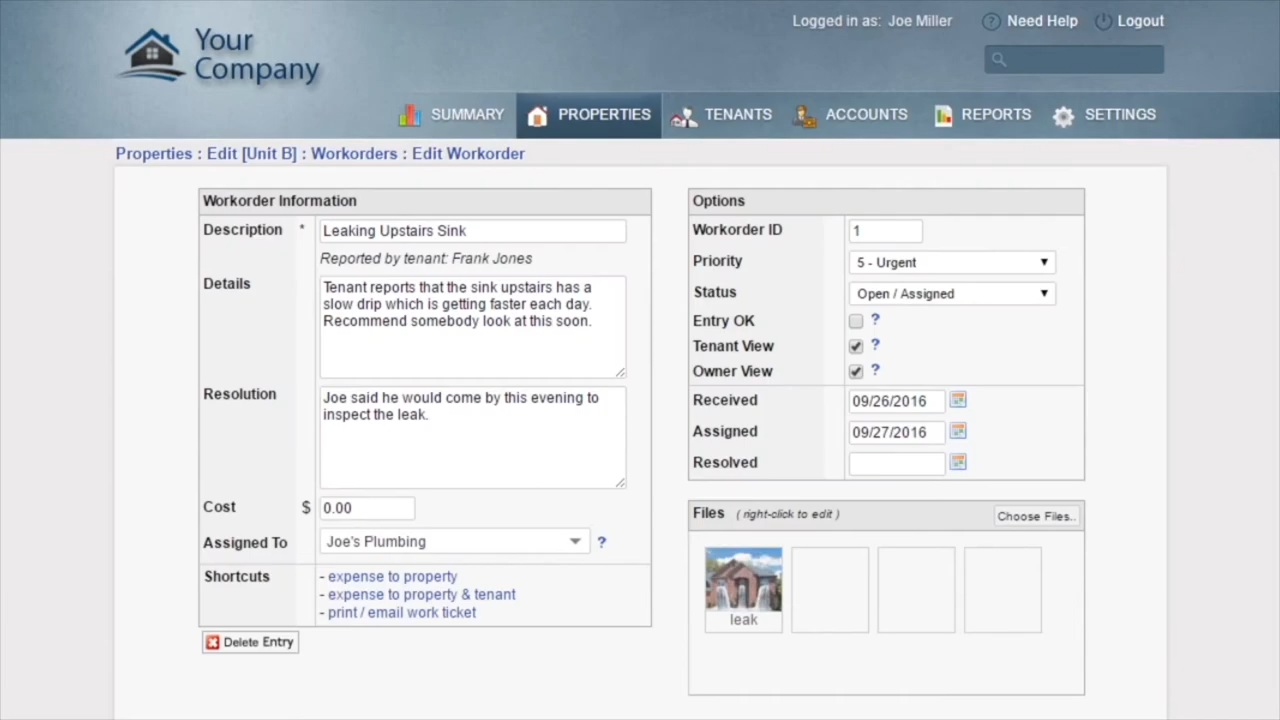 Logged in as: Joe Miller
Need Help
Logout
Your
Company
SUMMARY
PROPERTIES
TENANTS
ACCOUNTS
REPORTS
SETTINGS
Properties : Edit [Unit B] : Workorders : Edit Workorder
Workorder Information
Description * Leaking Upstairs Sink
Reported by tenant: Frank Jones
Details
Tenant reports that the sink upstairs has a
slow drip which is getting faster each day.
Recommend somebody look at this soon.
Resolution
Joe said he would come by this evening to
inspect the leak.
Cost $ 0.00
Assigned To Joe's Plumbing ?
Shortcuts
- expense to property
- expense to property & tenant
- print / email work ticket
Delete Entry
Options
Workorder ID 1
Priority 5 - Urgent
Status Open / Assigned
Entry OK ?
Tenant View ?
Owner View ?
Received 09/26/2016
Assigned 09/27/2016
Resolved
Files ( right-click to edit ) Choose Files..
leak